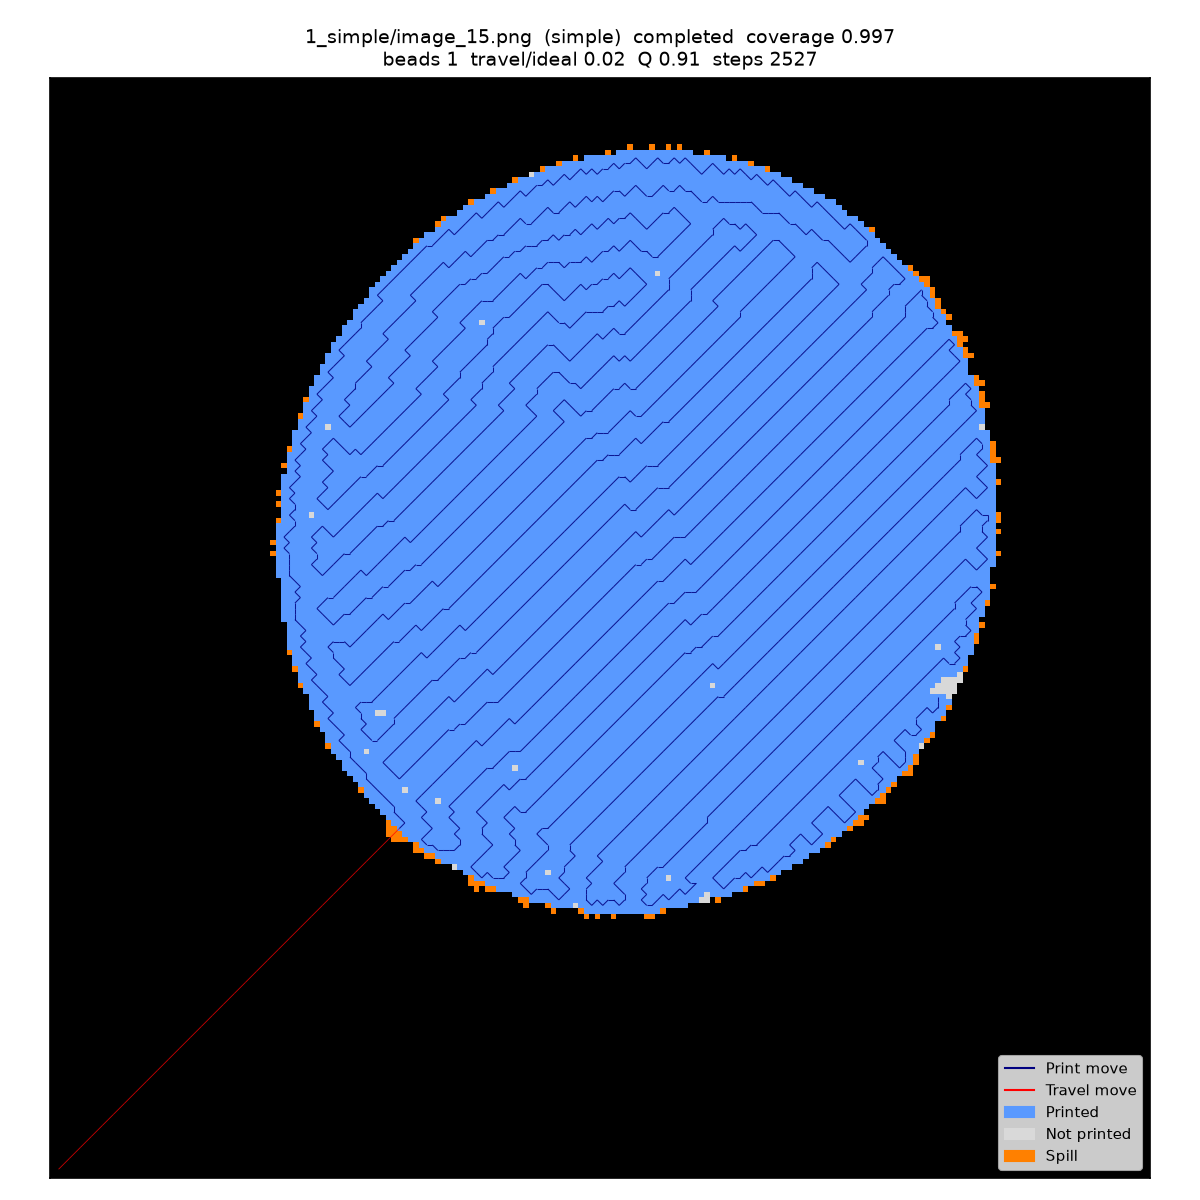 1_simple/image_15.png  (simple)  completed  coverage 0.997
beads 1  travel/ideal 0.02  Q 0.91  steps 2527
Print move
Travel move
Printed
Not printed
Spill